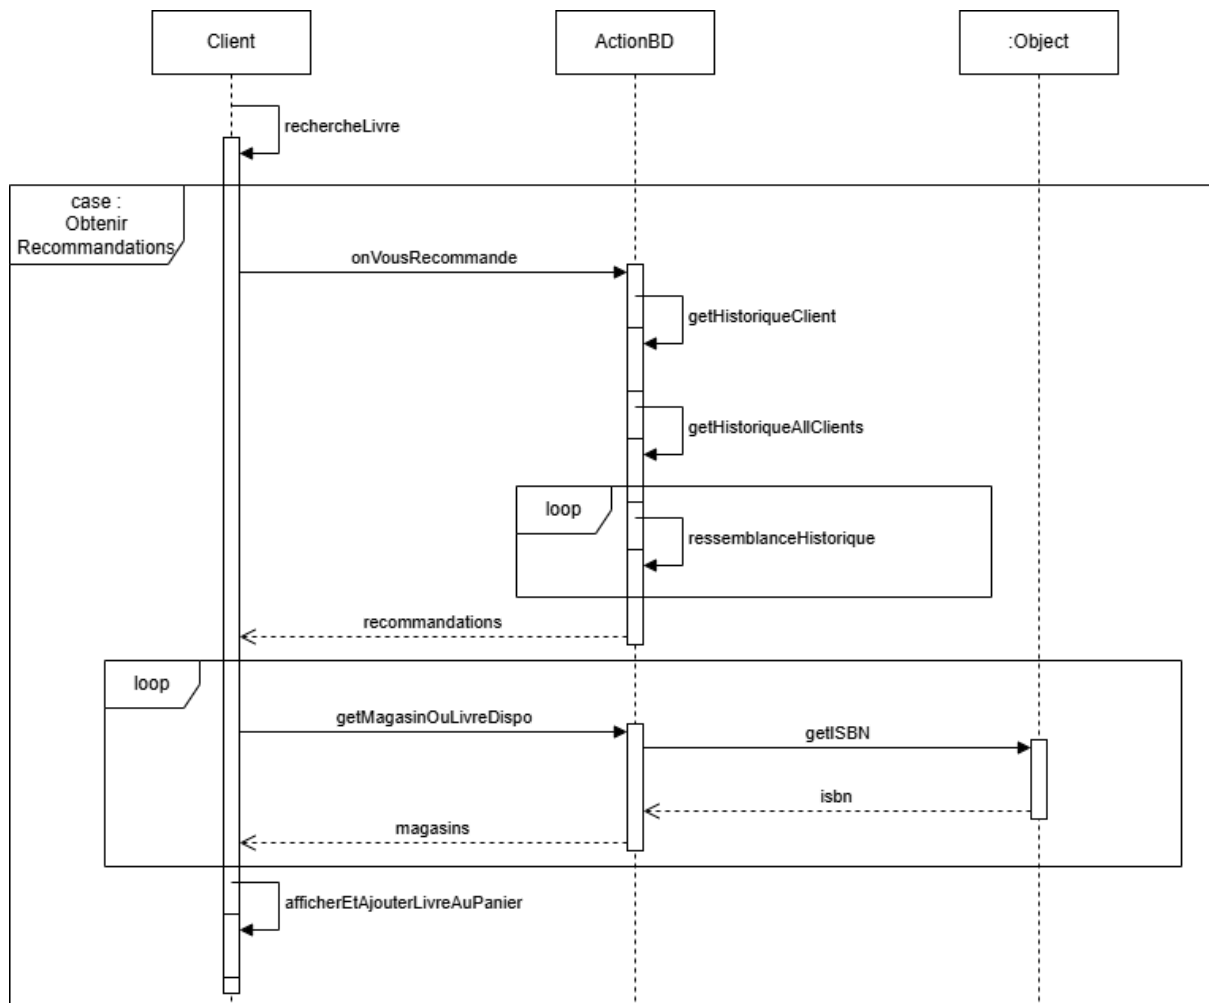 Client
ActionBD
:Object
rechercheLivre
case :
Obtenir
Recommandations
onVousRecommande
getHistoriqueClient
getHistoriqueAllClients
loop
ressemblanceHistorique
recommandations
loop
getMagasinOuLivreDispo
getISBN
isbn
magasins
afficherEtAjouterLivreAuPanier